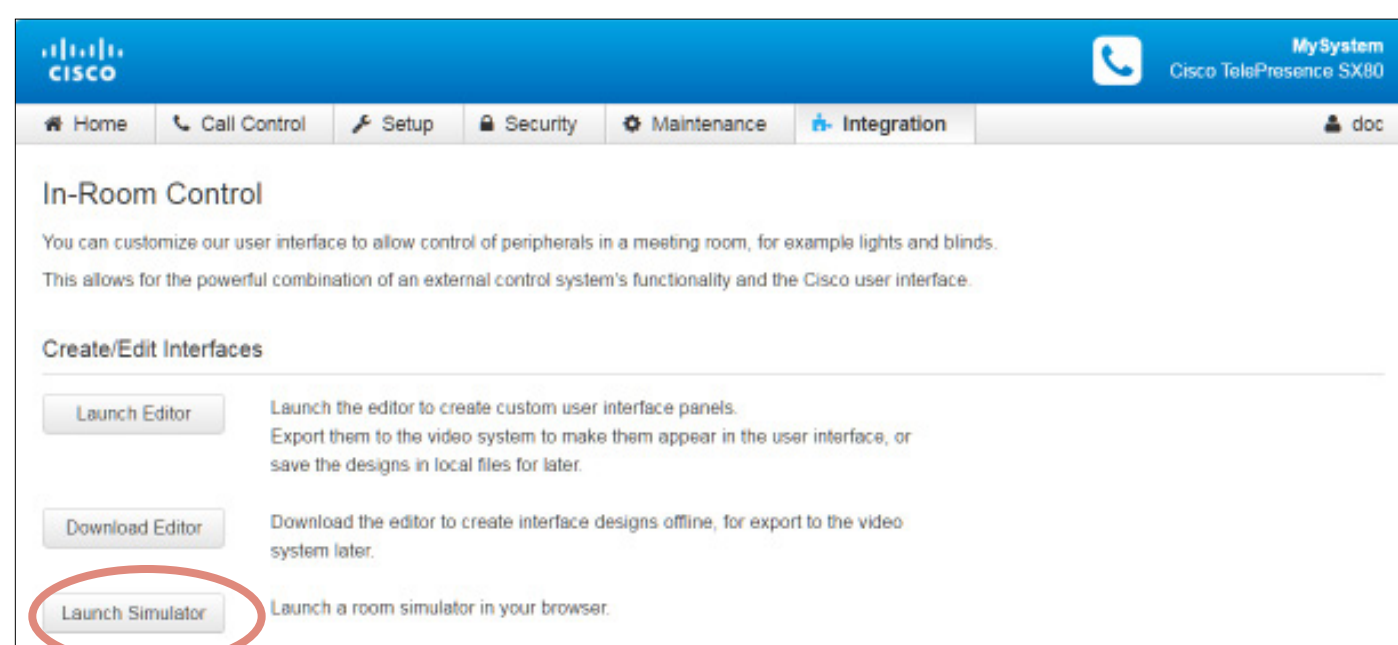 CISCO
MySystem
Cisco TelePresence SX80
Home Call Control Setup Security Maintenance Integration doc
In-Room Control
You can customize our user interface to allow control of peripherals in a meeting room, for example lights and blinds.
This allows for the powerful combination of an external control system's functionality and the Cisco user interface.
Create/Edit Interfaces
Launch Editor
Launch the editor to create custom user interface panels.
Export them to the video system to make them appear in the user interface, or
save the designs in local files for later.
Download Editor
Download the editor to create interface designs offline, for export to the video
system later.
Launch Simulator
Launch a room simulator in your browser.